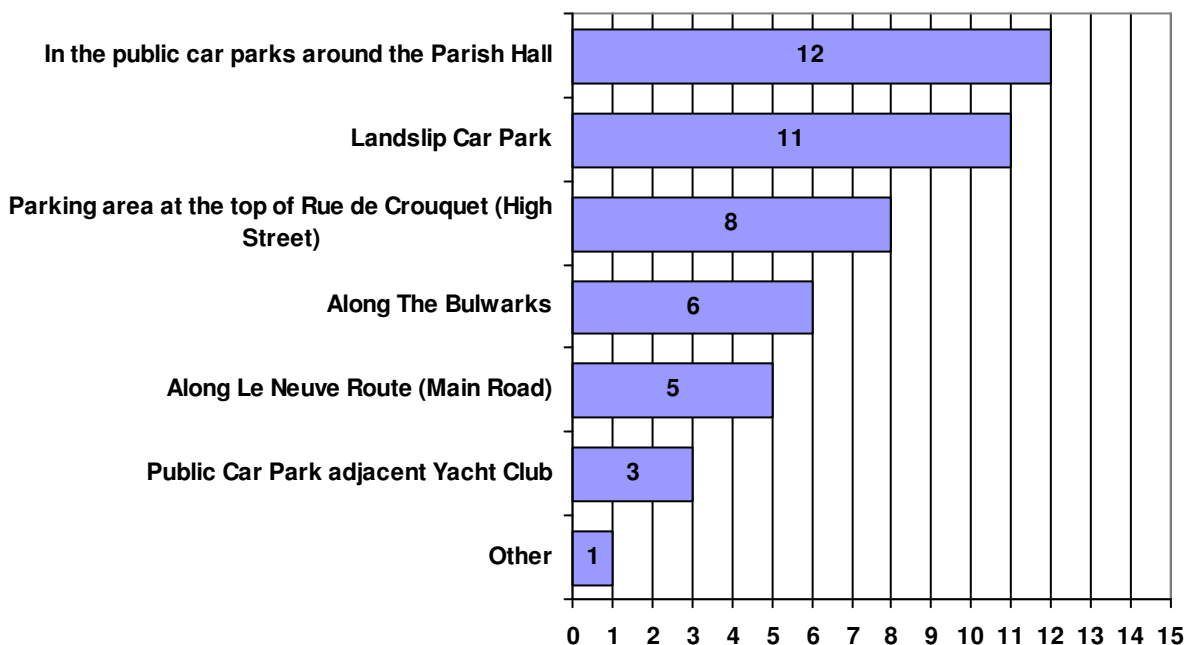 In the public car parks around the Parish Hall
12
Landslip Car Park
11
Parking area at the top of Rue de Crouquet (High
Street)
8
Along The Bulwarks
6
Along Le Neuve Route (Main Road)
5
Public Car Park adjacent Yacht Club
3
Other
1
0 1 2 3 4 5 6 7 8 9 10 11 12 13 14 15